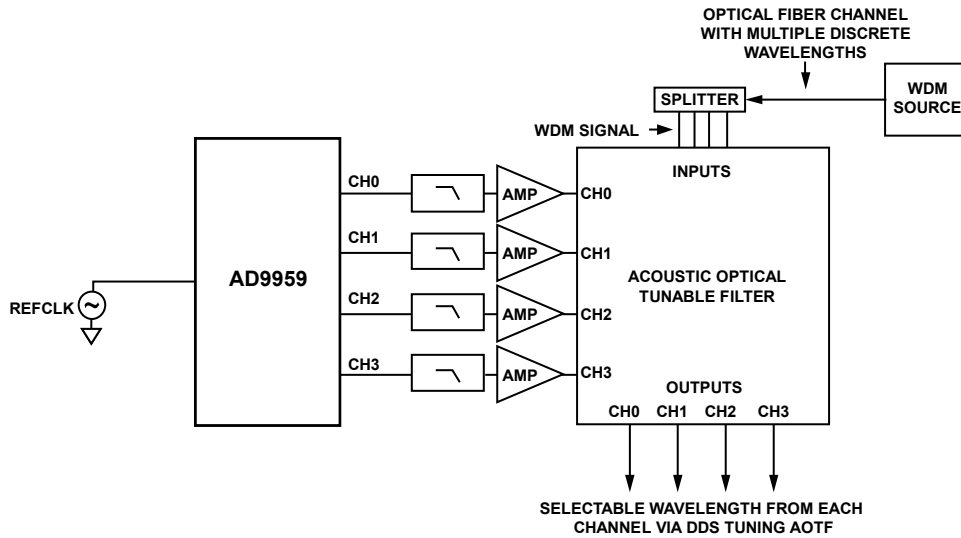 OPTICAL FIBER CHANNEL
WITH MULTIPLE DISCRETE
WAVELENGTHS
WDM
SOURCE
SPLITTER
WDM SIGNAL
INPUTS
CH0
CH1
CH2
CH3
AMP
AMP
AMP
AMP
CH0
CH1
CH2
CH3
AD9959
REFCLK
ACOUSTIC OPTICAL
TUNABLE FILTER
OUTPUTS
CH0 CH1 CH2 CH3
SELECTABLE WAVELENGTH FROM EACH
CHANNEL VIA DDS TUNING AOTF